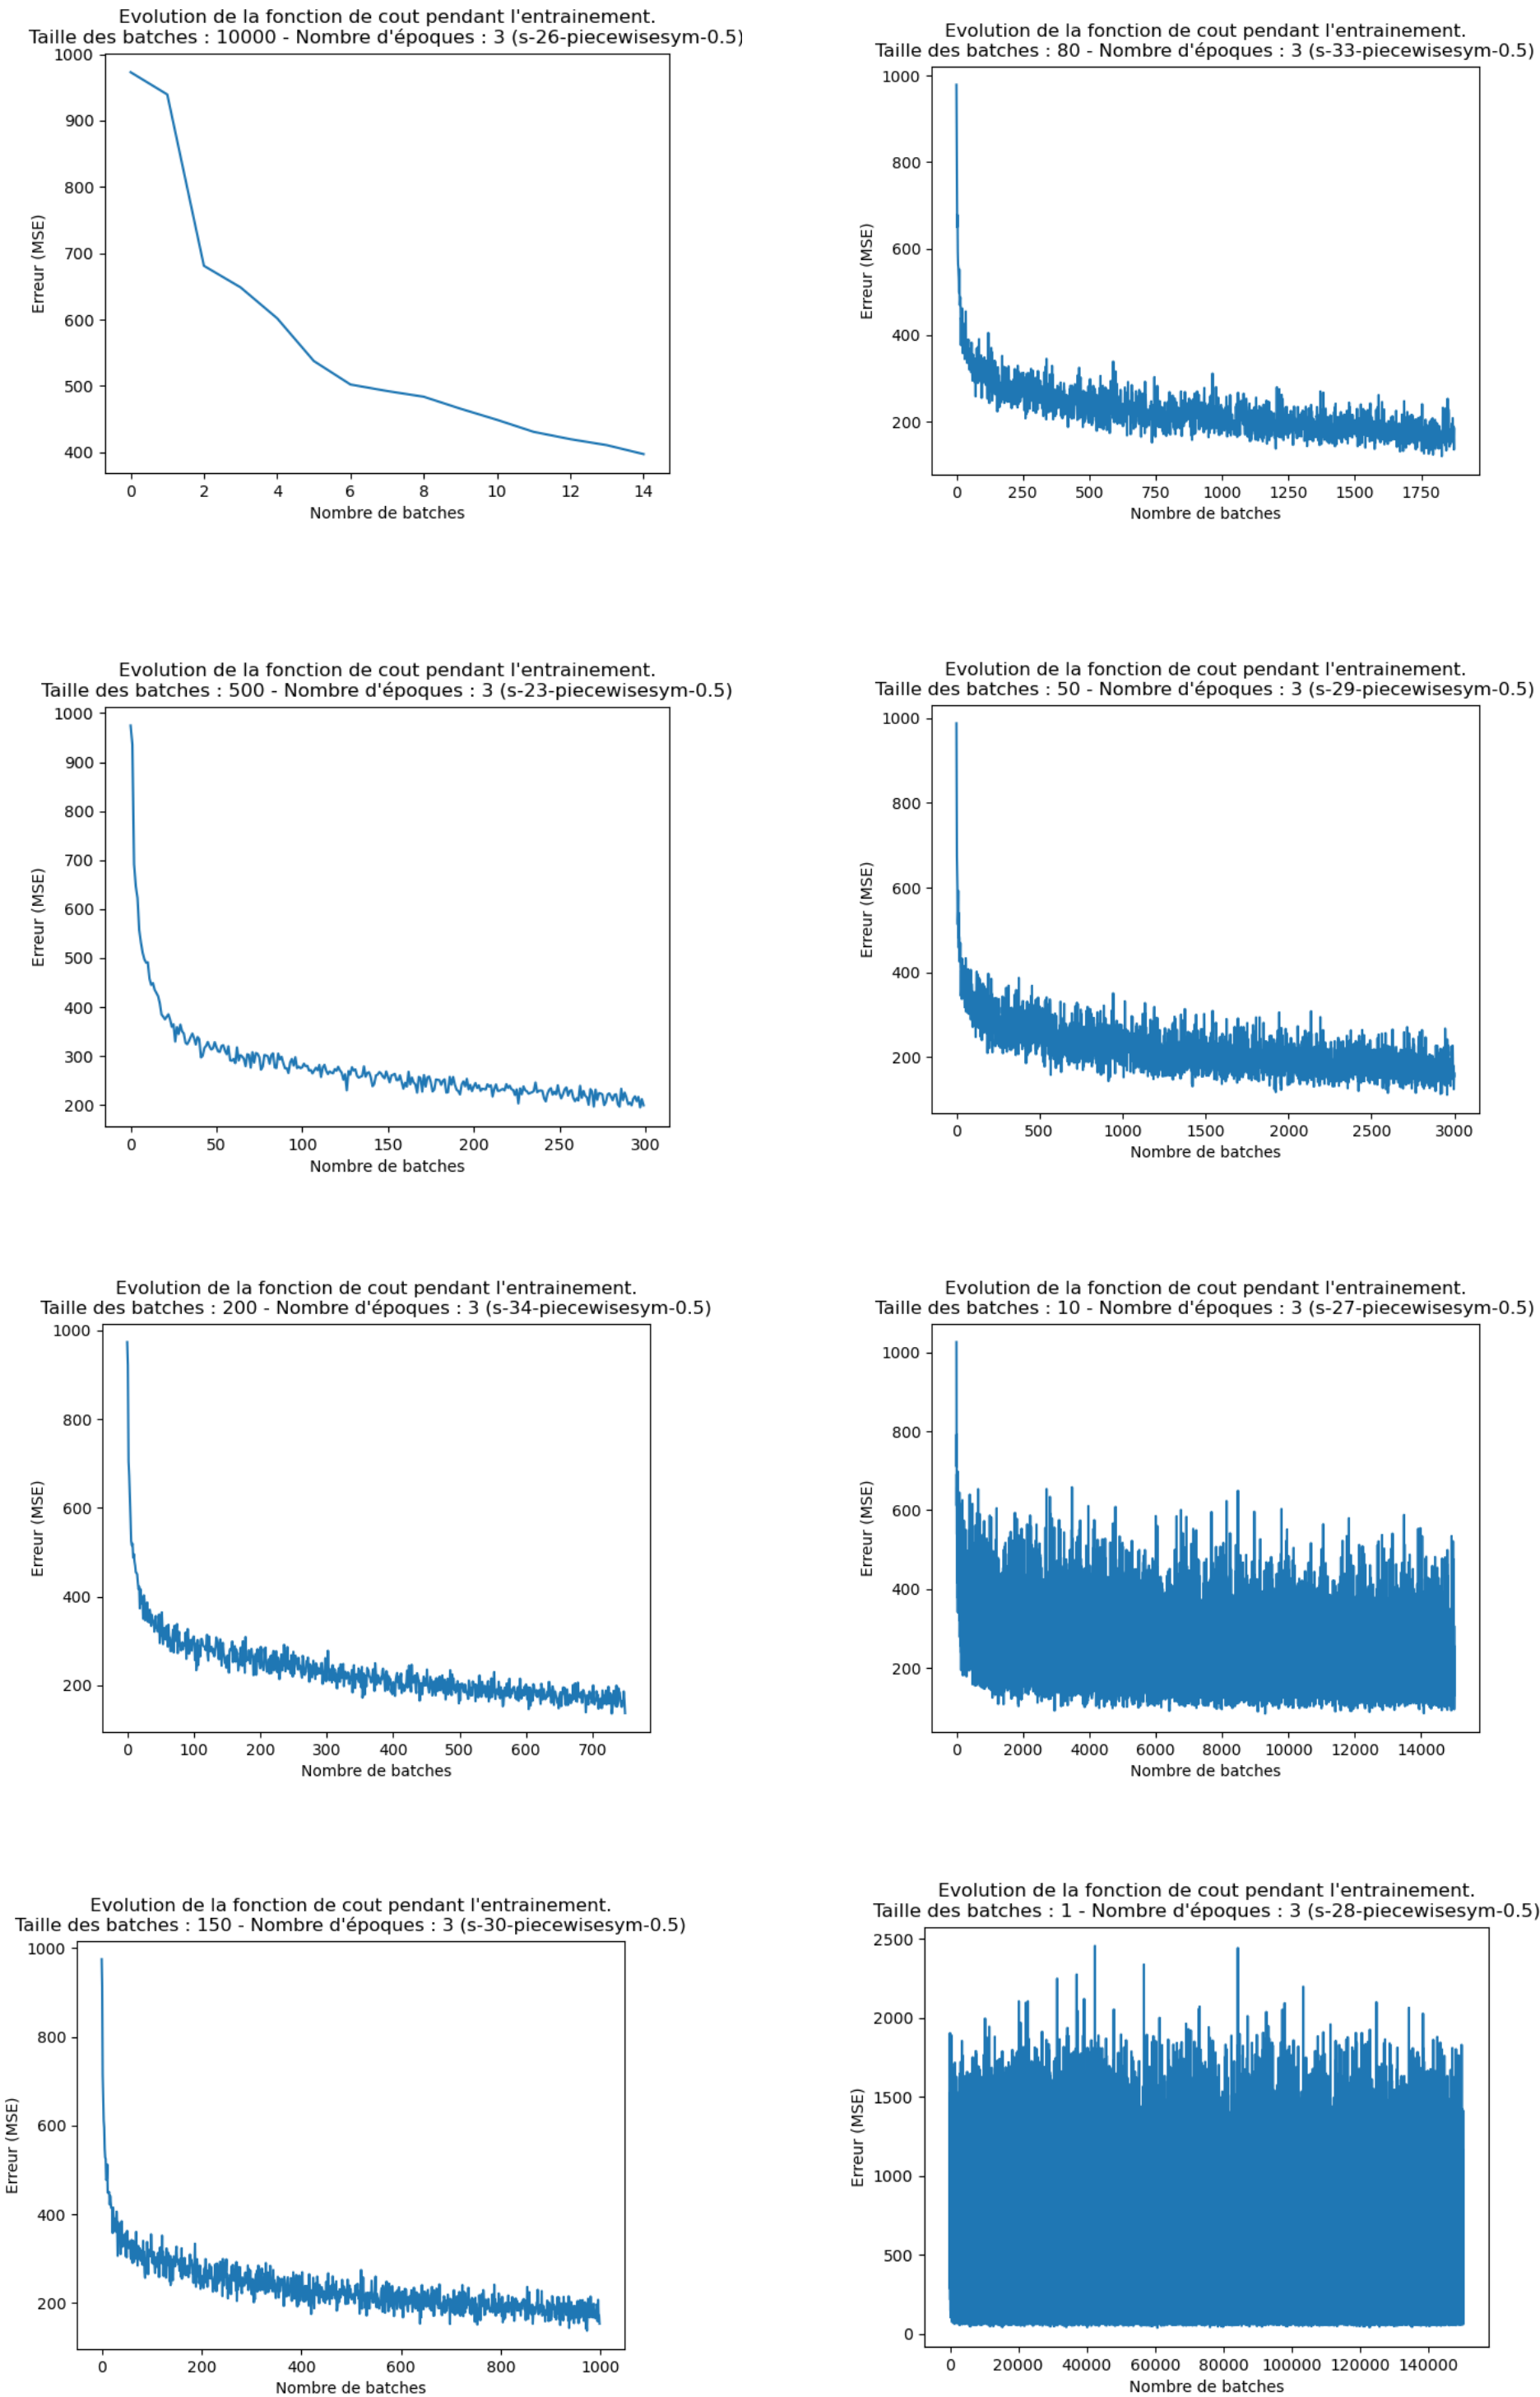 Evolution de la fonction de cout pendant l'entrainement.
Taille des batches : 10000 - Nombre d'époques : 3 (s-26-piecewisesym-0.5)
1000
900
800
700
600
500
400
Erreur (MSE)
0 2 4 6 8 10 12 14
Nombre de batches
Evolution de la fonction de cout pendant l'entrainement.
Taille des batches : 80 - Nombre d'époques : 3 (s-33-piecewisesym-0.5)
1000
800
600
400
200
Erreur (MSE)
0 250 500 750 1000 1250 1500 1750
Nombre de batches
Evolution de la fonction de cout pendant l'entrainement.
Taille des batches : 500 - Nombre d'époques : 3 (s-23-piecewisesym-0.5)
1000
900
800
700
600
500
400
300
200
Erreur (MSE)
0 50 100 150 200 250 300
Nombre de batches
Evolution de la fonction de cout pendant l'entrainement.
Taille des batches : 50 - Nombre d'époques : 3 (s-29-piecewisesym-0.5)
1000
800
600
400
200
Erreur (MSE)
0 500 1000 1500 2000 2500 3000
Nombre de batches
Evolution de la fonction de cout pendant l'entrainement.
Taille des batches : 200 - Nombre d'époques : 3 (s-34-piecewisesym-0.5)
1000
800
600
400
200
Erreur (MSE)
0 100 200 300 400 500 600 700
Nombre de batches
Evolution de la fonction de cout pendant l'entrainement.
Taille des batches : 10 - Nombre d'époques : 3 (s-27-piecewisesym-0.5)
1000
800
600
400
200
Erreur (MSE)
0 2000 4000 6000 8000 10000 12000 14000
Nombre de batches
Evolution de la fonction de cout pendant l'entrainement.
Taille des batches : 150 - Nombre d'époques : 3 (s-30-piecewisesym-0.5)
1000
800
600
400
200
Erreur (MSE)
0 200 400 600 800 1000
Nombre de batches
Evolution de la fonction de cout pendant l'entrainement.
Taille des batches : 1 - Nombre d'époques : 3 (s-28-piecewisesym-0.5)
2500
2000
1500
1000
500
0
Erreur (MSE)
0 20000 40000 60000 80000 100000 120000 140000
Nombre de batches